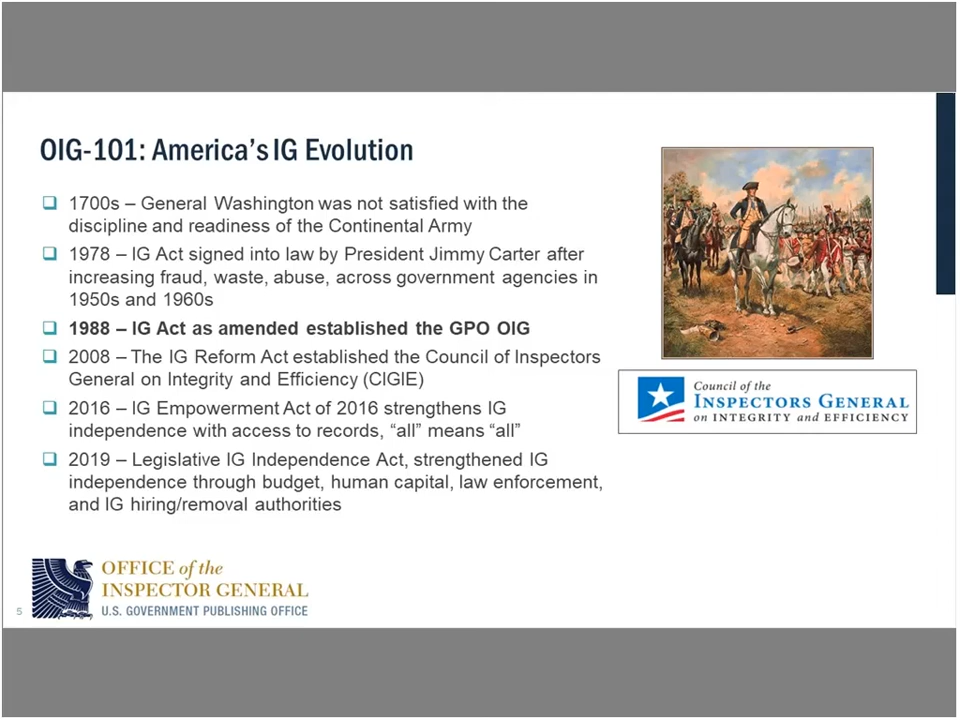 OIG-101: America's IG Evolution
❑ 1700s – General Washington was not satisfied with the
discipline and readiness of the Continental Army
❑ 1978 – IG Act signed into law by President Jimmy Carter after
increasing fraud, waste, abuse, across government agencies in
1950s and 1960s
❑ 1988 – IG Act as amended established the GPO OIG
❑ 2008 – The IG Reform Act established the Council of Inspectors
General on Integrity and Efficiency (CIGIE)
❑ 2016 – IG Empowerment Act of 2016 strengthens IG
independence with access to records, “all” means “all”
❑ 2019 – Legislative IG Independence Act, strengthened IG
independence through budget, human capital, law enforcement,
and IG hiring/removal authorities
Council of the
INSPECTORS GENERAL
on INTEGRITY and EFFICIENCY
OFFICE of the
INSPECTOR GENERAL
U.S. GOVERNMENT PUBLISHING OFFICE
5